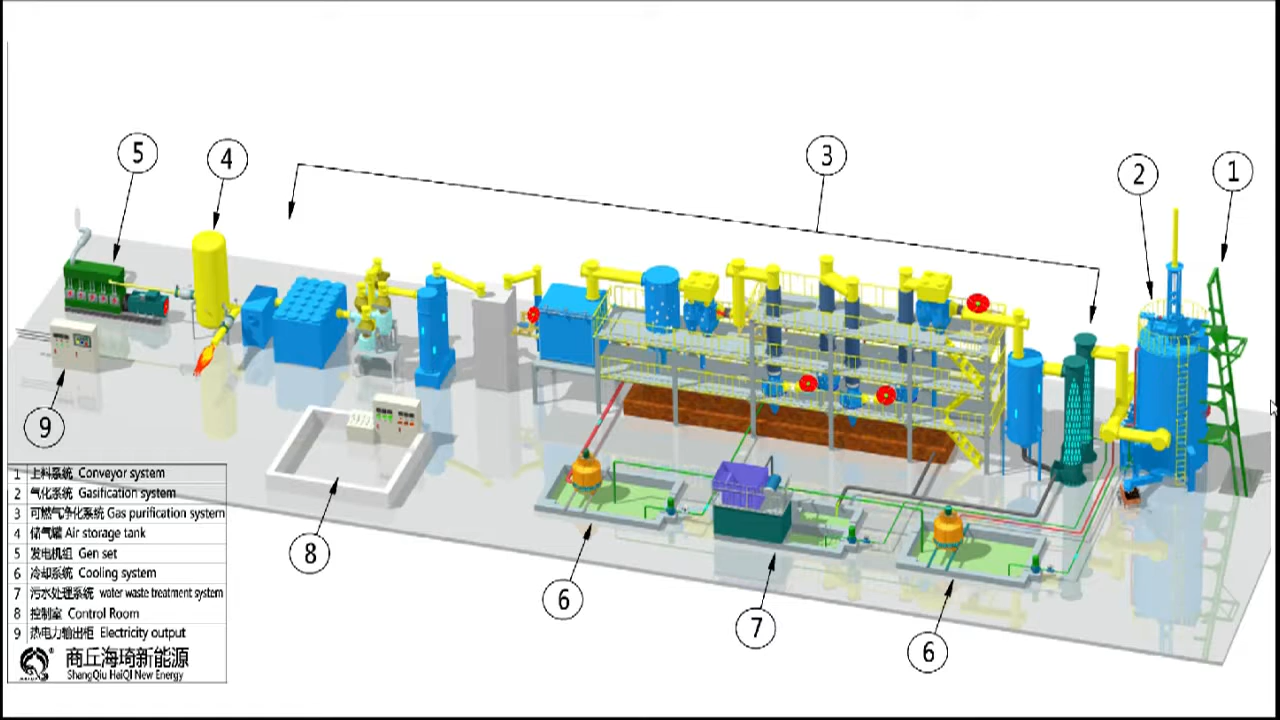 5
4
3
2
1
9
8
6
7
6
1 上料系统 Conveyor system
2 气化系统 Gasification system
3 可燃气净化系统 Gas purification system
4 储气罐 Air storage tank
5 发电机组 Gen set
6 冷却系统 Cooling system
7 污水处理系统 water waste treatment system
8 控制室 Control Room
9 热电力输出柜 Electricity output
商丘海琦新能源
ShangQiu HaiQI New Energy